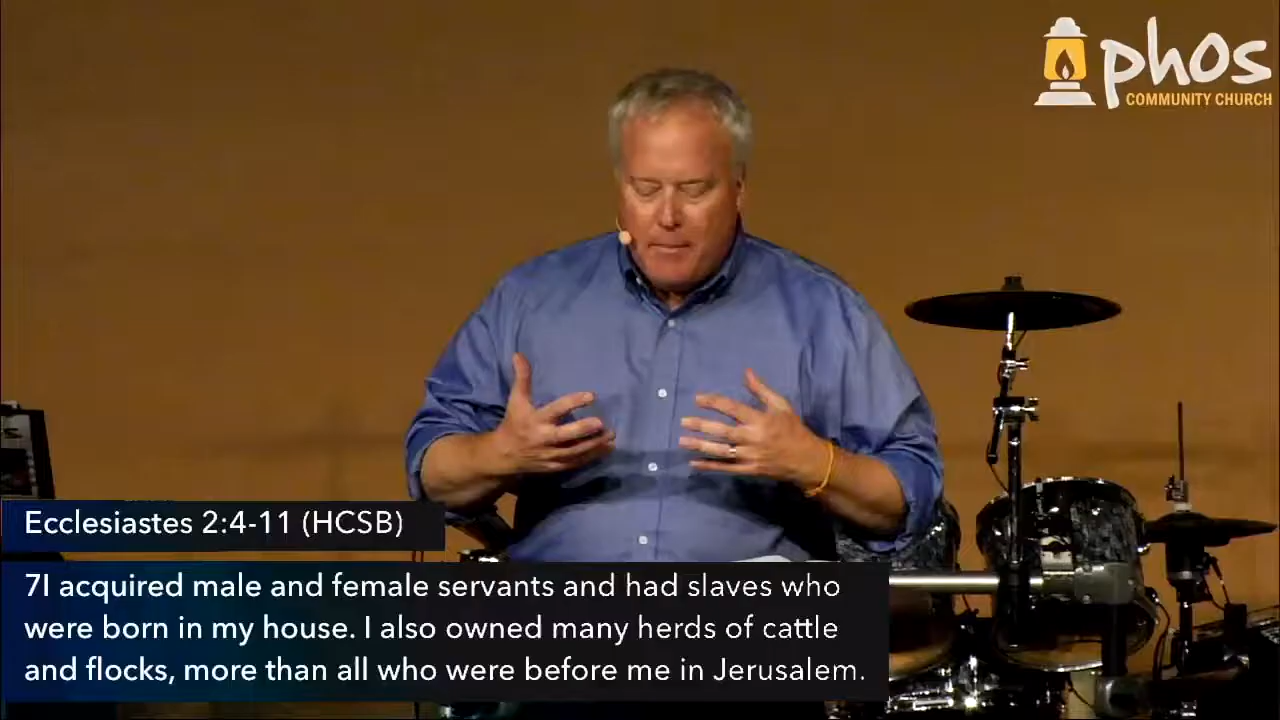 phos
COMMUNITY CHURCH
Ecclesiastes 2:4-11 (HCSB)
7I acquired male and female servants and had slaves who
were born in my house. I also owned many herds of cattle
and flocks, more than all who were before me in Jerusalem.